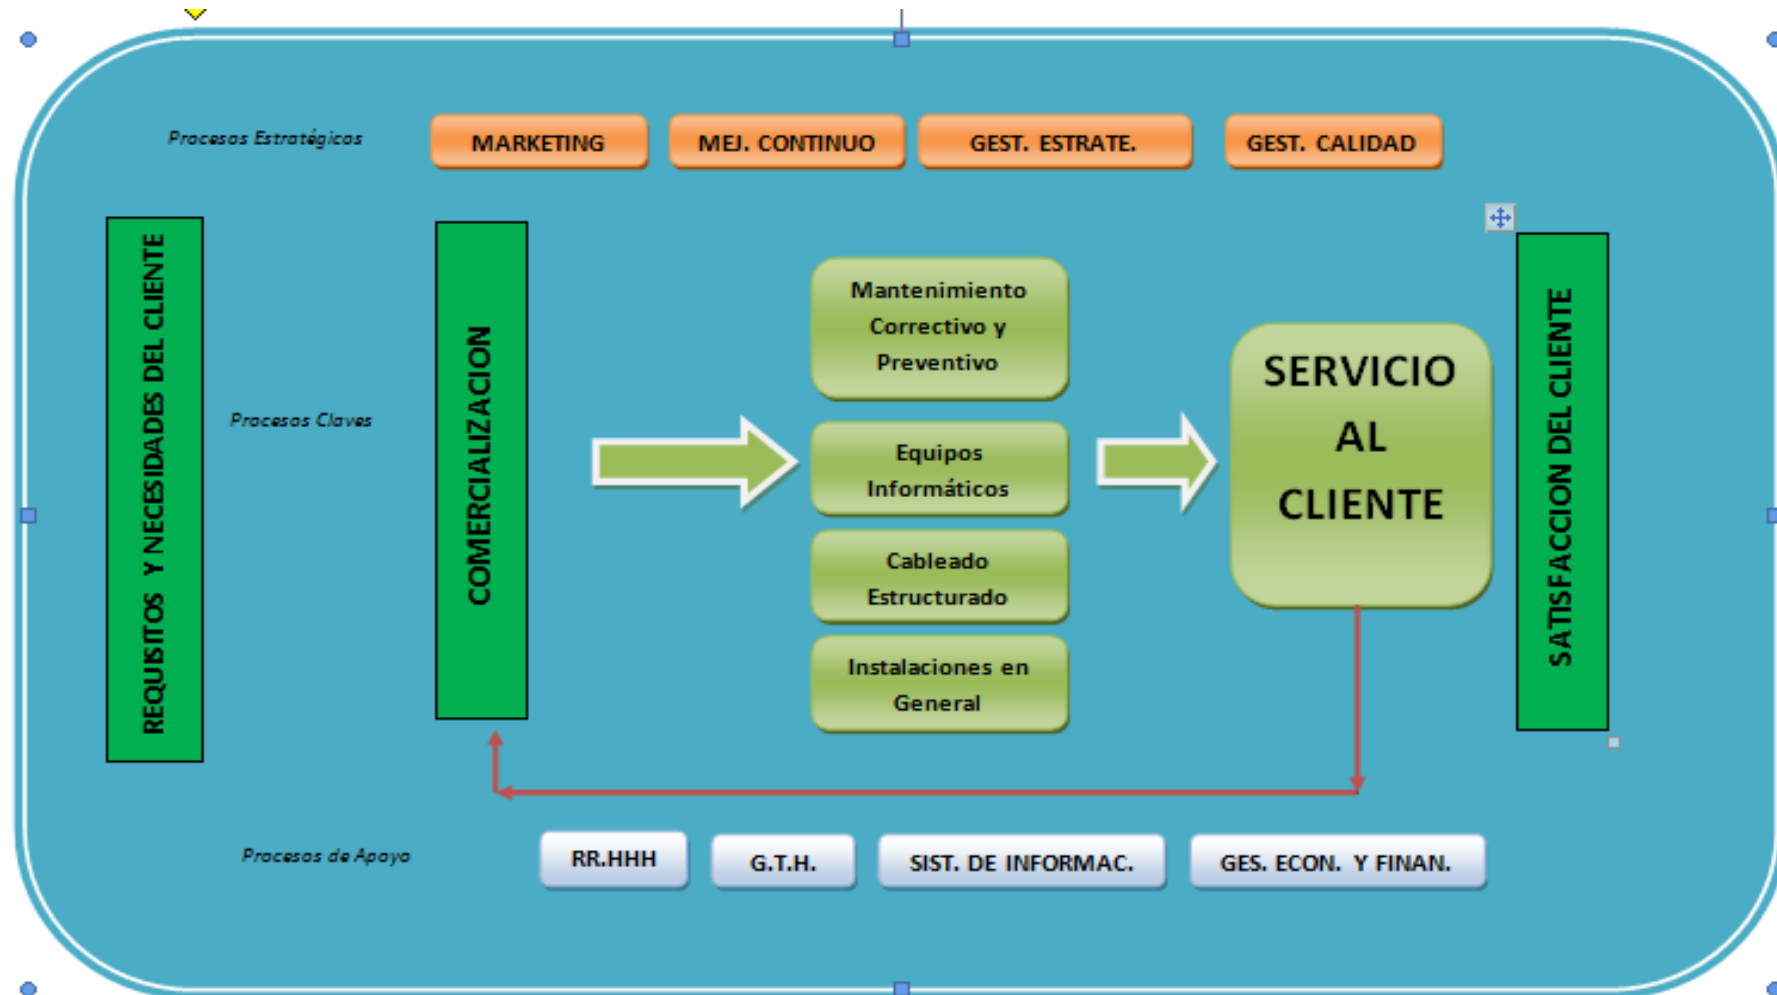 Procesos Estratégicos
MARKETING
MEJ. CONTINUO
GEST. ESTRATE.
GEST. CALIDAD
REQUISITOS Y NECESIDADES DEL CLIENTE
Procesos Claves
COMERCIALIZACION
Mantenimiento
Correctivo y
Preventivo
Equipos
Informáticos
Cableado
Estructurado
Instalaciones en
General
SERVICIO
AL
CLIENTE
SATISFACCION DEL CLIENTE
Procesos de Apoyo
RR.HHH
G.T.H.
SIST. DE INFORMAC.
GES. ECON. Y FINAN.